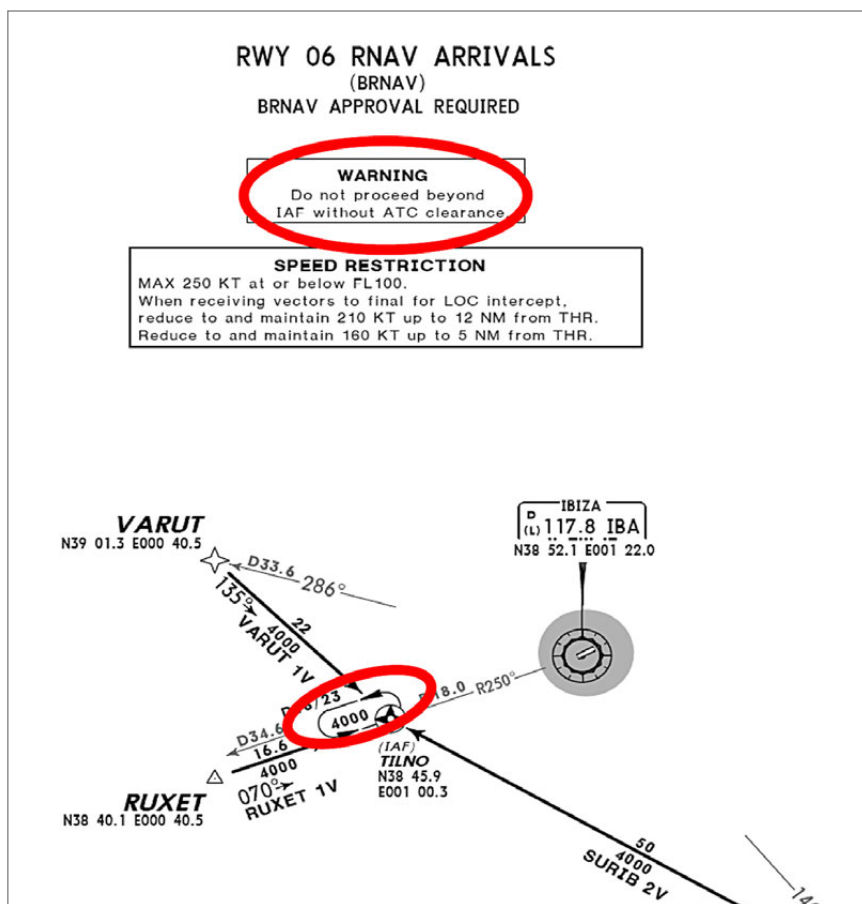 RWY 06 RNAV ARRIVALS
(BRNAV)
BRNAV APPROVAL REQUIRED
WARNING
Do not proceed beyond
IAF without ATC clearance.
SPEED RESTRICTION
MAX 250 KT at or below FL100.
When receiving vectors to final for LOC intercept,
reduce to and maintain 210 KT up to 12 NM from THR.
Reduce to and maintain 160 KT up to 5 NM from THR.
VARUT
N39 01.3 E000 40.5
IBIZA
D
(L) 117.8 IBA
N38 52.1 E001 22.0
D33.6
286°
135°
22
4000
VARUT 1V
R250°
4000
D34.6
16.6
4000
070°
RUXET 1V
RUXET
N38 40.1 E000 40.5
(IAF)
TILNO
N38 45.9
E001 00.3
50
4000
SURIB 2V